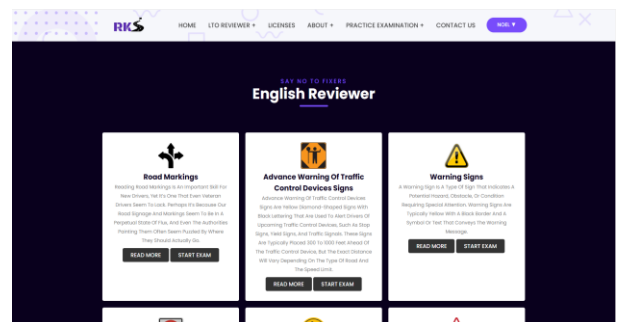 RKS
HOME LTO REVIEWER + LICENSES ABOUT + PRACTICE EXAMINATION + CONTACT US NOEL ▼
SAY NO TO FIXERS
English Reviewer
Road Markings
Reading Road Markings Is An Important Skill For
New Drivers, Yet It's One That Even Veteran
Drivers Seem To Lack. Perhaps It's Because Our
Road Signage And Markings Seem To Be In A
Perpetual State Of Flux, And Even The Authorities
Painting Them Often Seem Puzzled By Where
They Should Actually Go.
READ MORE START EXAM
Advance Warning Of Traffic
Control Devices Signs
Advance Warning Of Traffic Control Devices
Signs Are Yellow Diamond-Shaped Signs With
Black Lettering That Are Used To Alert Drivers Of
Upcoming Traffic Control Devices, Such As Stop
Signs, Yield Signs, And Traffic Signals. These Signs
Are Typically Placed 200 To 1000 Feet Ahead Of
The Traffic Control Device, But The Exact Distance
Will Vary Depending On The Type Of Road And
The Speed Limit.
READ MORE START EXAM
Warning Signs
A Warning Sign Is A Type Of Sign That Indicates A
Potential Hazard, Obstacle, Or Condition
Requiring Special Attention. Warning Signs Are
Typically Yellow With A Black Border And A
Symbol Or Text That Conveys The Warning
Message.
READ MORE START EXAM